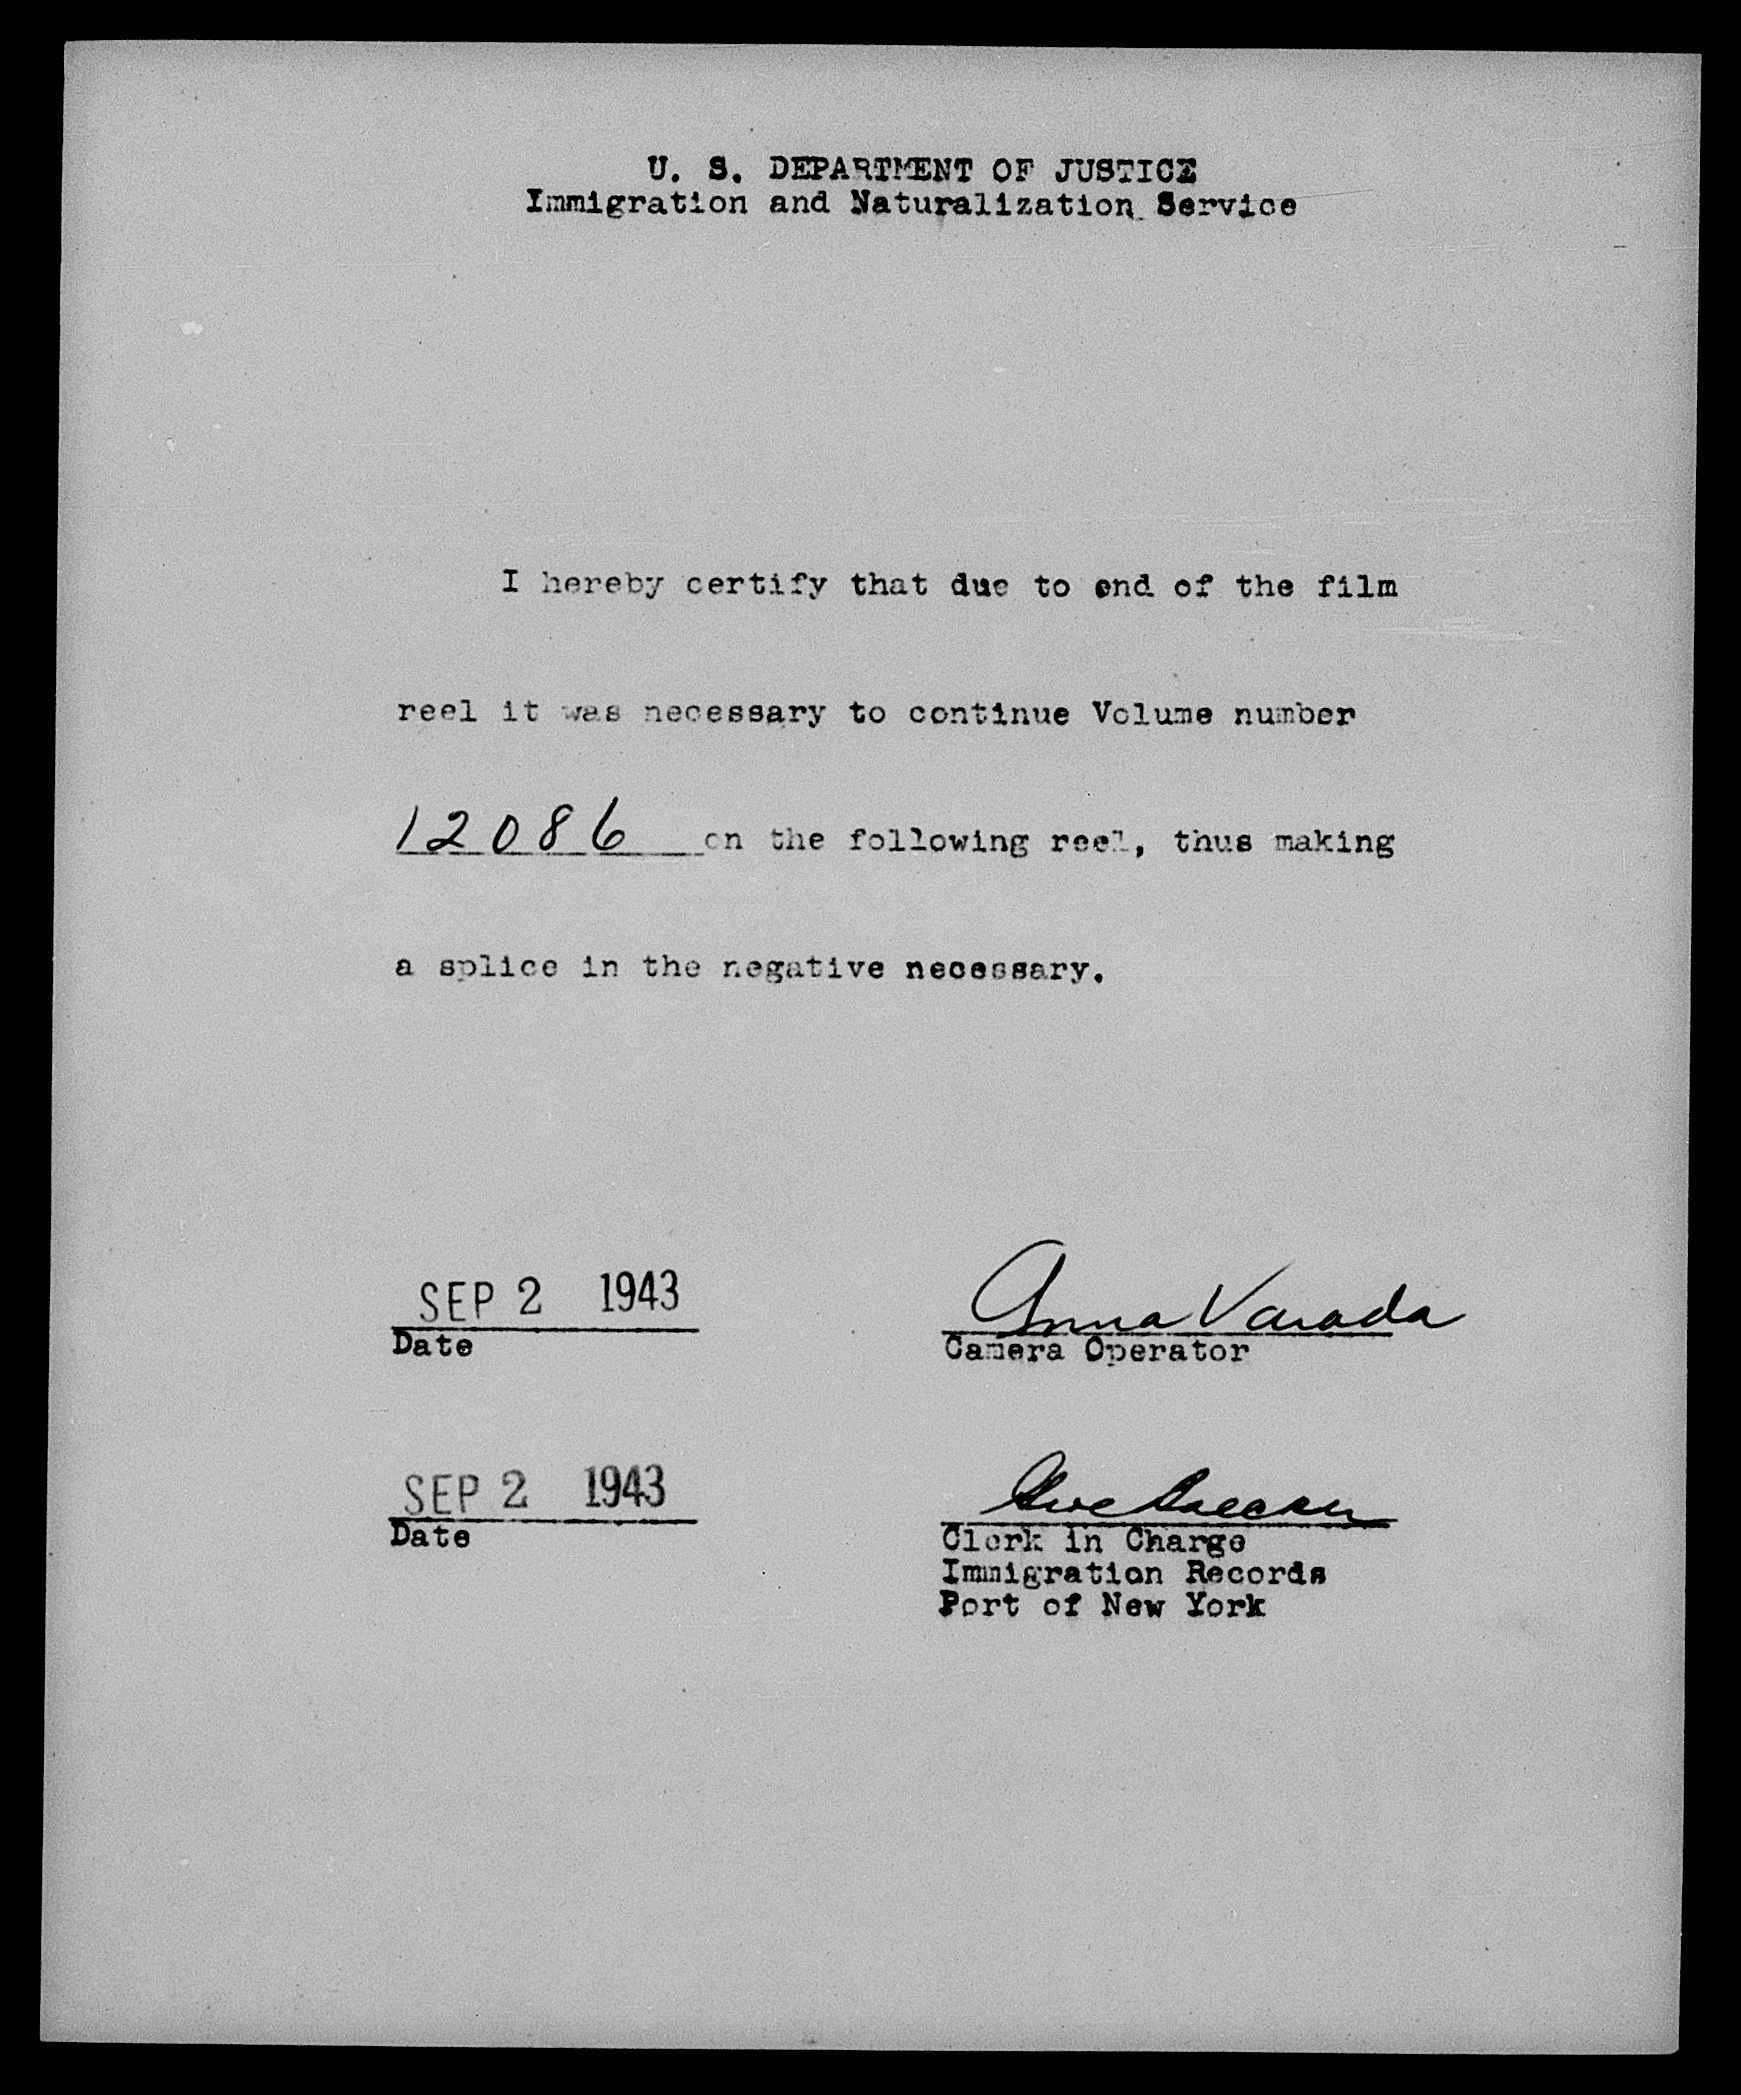 U. S. DEPARTMENT OF JUSTICE
Immigration and Naturalization Service
I hereby certify that due to end of the film
reel it was necessary to continue Volume number
12086 on the following reel, thus making
a splice in the negative necessary.
SEP 2 1943
Date
Anna Varada
Camera Operator
SEP 2 1943
Date
Clerk in Charge
Immigration Records
Port of New York